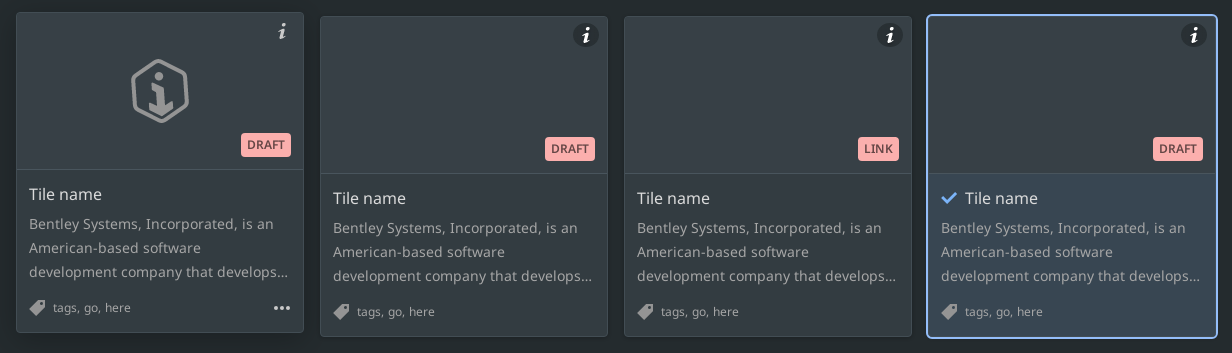 DRAFT
Tile name
Bentley Systems, Incorporated, is an
American-based software
development company that develops...
tags, go, here
DRAFT
Tile name
Bentley Systems, Incorporated, is an
American-based software
development company that develops...
tags, go, here
LINK
Tile name
Bentley Systems, Incorporated, is an
American-based software
development company that develops...
tags, go, here
DRAFT
Tile name
Bentley Systems, Incorporated, is an
American-based software
development company that develops...
tags, go, here